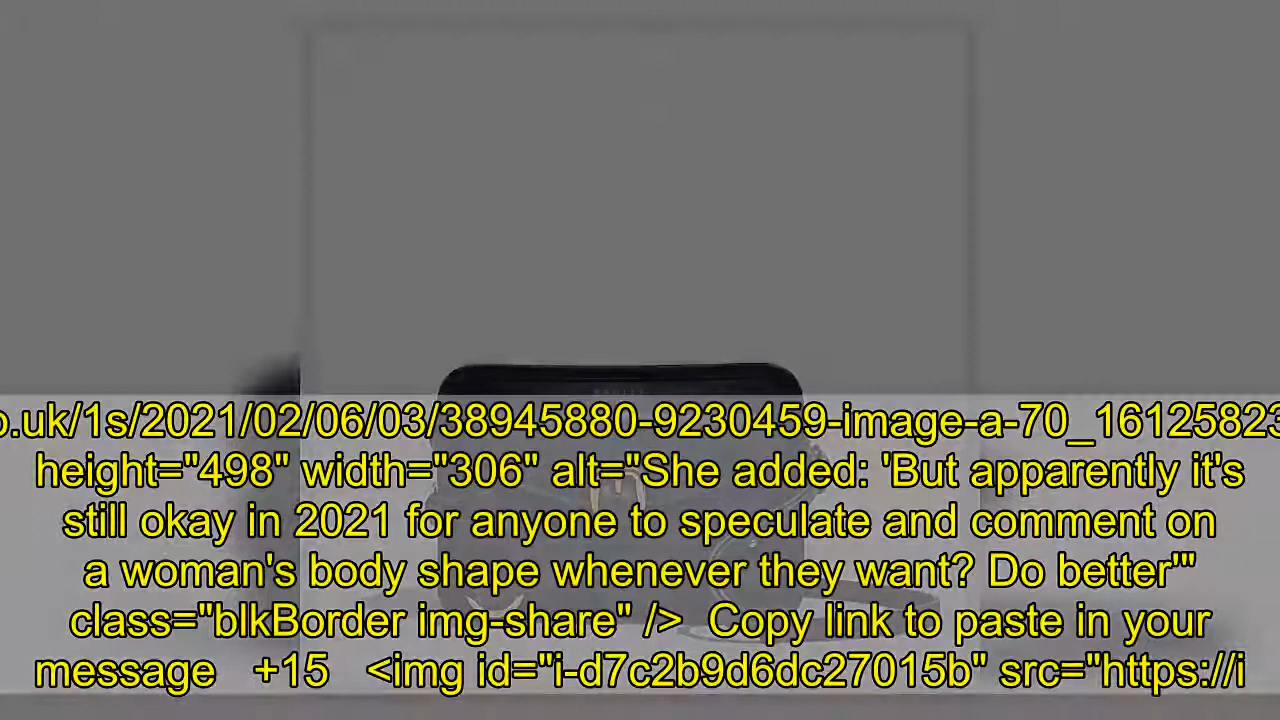 o.uk/1s/2021/02/06/03/38945880-9230459-image-a-70_16125823
height="498" width="306" alt="She added: 'But apparently it's
still okay in 2021 for anyone to speculate and comment on
a woman's body shape whenever they want? Do better'"
class="blkBorder img-share" /> Copy link to paste in your
message +15 <img id="i-d7c2b9d6dc27015b" src="https://i